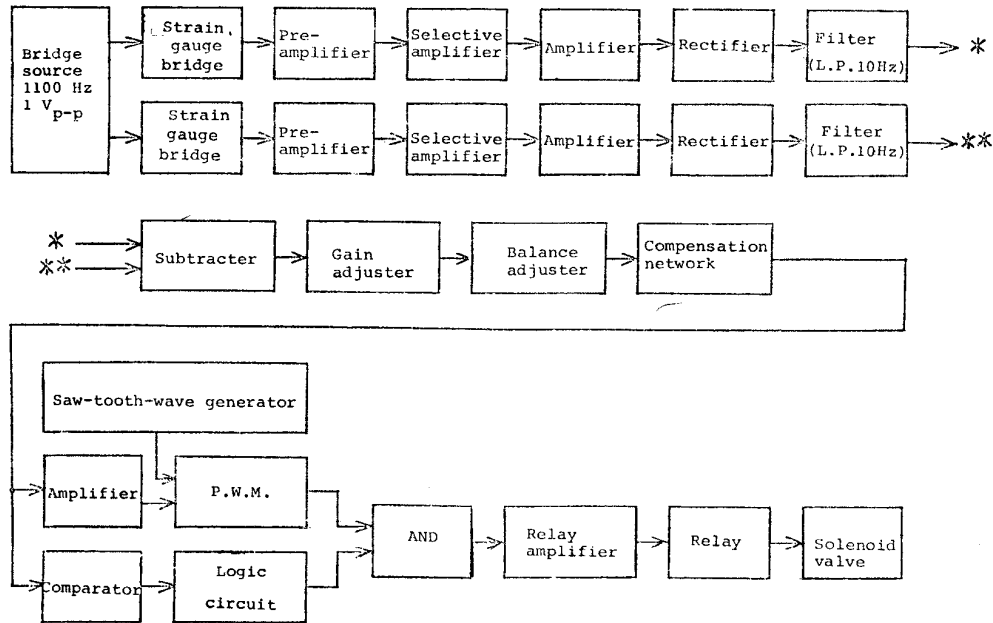 Bridge
source
1100 Hz
1 Vp-p
Strain
gauge
bridge
Pre-
amplifier
Selective
amplifier
Amplifier
Rectifier
Filter
(L.P.10Hz)
*
Strain
gauge
bridge
Pre-
amplifier
Selective
amplifier
Amplifier
Rectifier
Filter
(L.P.10Hz)
**
*
**
Subtracter
Gain
adjuster
Balance
adjuster
Compensation
network
Saw-tooth-wave generator
Amplifier
P.W.M.
Comparator
Logic
circuit
AND
Relay
amplifier
Relay
Solenoid
valve